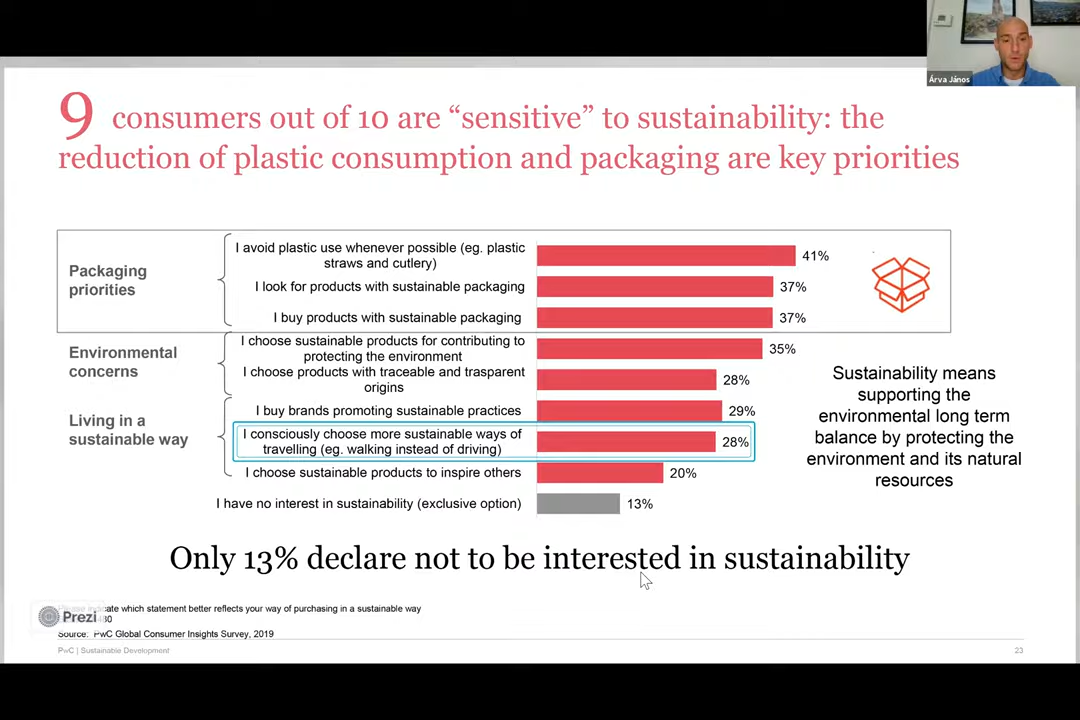 Árva János
9 consumers out of 10 are “sensitive” to sustainability: the
reduction of plastic consumption and packaging are key priorities
Packaging
priorities
I avoid plastic use whenever possible (eg. plastic
straws and cutlery)
41%
I look for products with sustainable packaging
37%
I buy products with sustainable packaging
37%
Environmental
concerns
I choose sustainable products for contributing to
protecting the environment
35%
I choose products with traceable and trasparent
origins
28%
Living in a
sustainable way
I buy brands promoting sustainable practices
29%
I consciously choose more sustainable ways of
travelling (eg. walking instead of driving)
28%
I choose sustainable products to inspire others
20%
I have no interest in sustainability (exclusive option)
13%
Sustainability means
supporting the
environmental long term
balance by protecting the
environment and its natural
resources
Only 13% declare not to be interested in sustainability
which statement better reflects your way of purchasing in a sustainable way
Prezi
Source: PwC Global Consumer Insights Survey, 2019
PwC | Sustainable Development
23